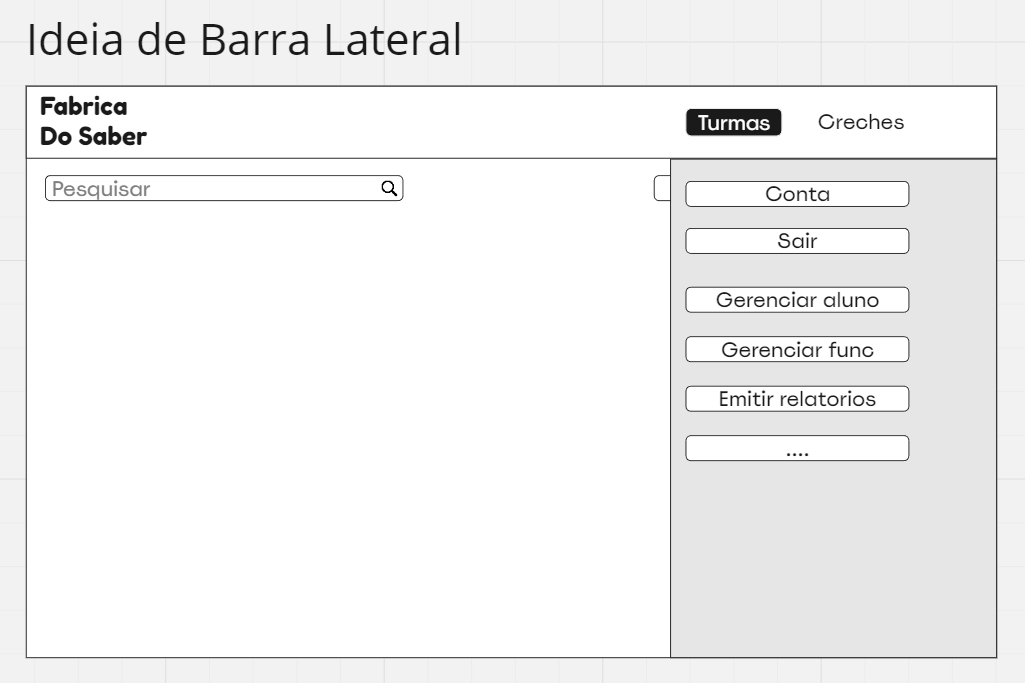 Ideia de Barra Lateral
Fabrica
Do Saber
Turmas
Creches
Pesquisar
Conta
Sair
Gerenciar aluno
Gerenciar func
Emitir relatorios
....